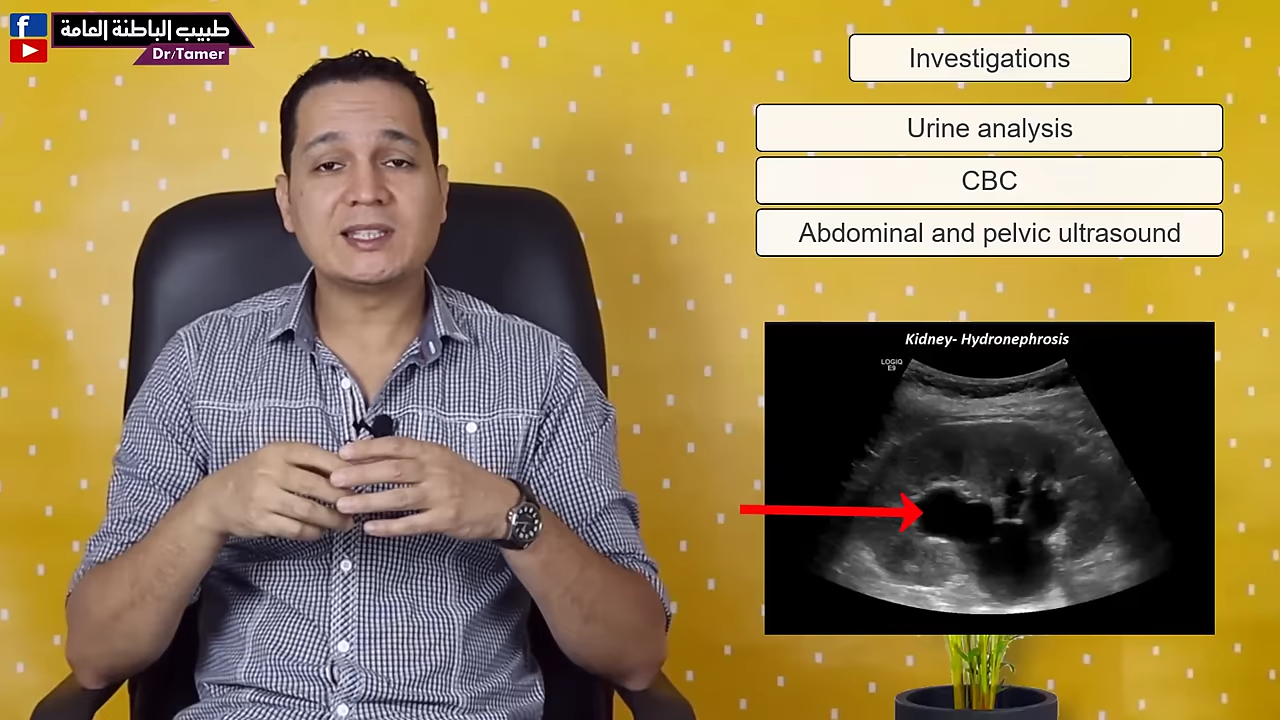 طبيب الباطنة العامة
Dr/Tamer
Investigations
Urine analysis
CBC
Abdominal and pelvic ultrasound
Kidney- Hydronephrosis
LOGIQ
E9